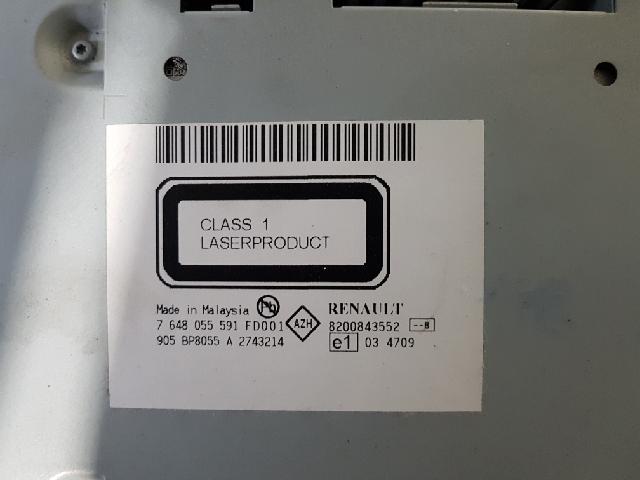 CLASS 1
LASERPRODUCT
Made in Malaysia
7 648 055 591 FD001
905 BP8055 A 2743214
AZH
RENAULT
8200843552 --B
e1 03 4709